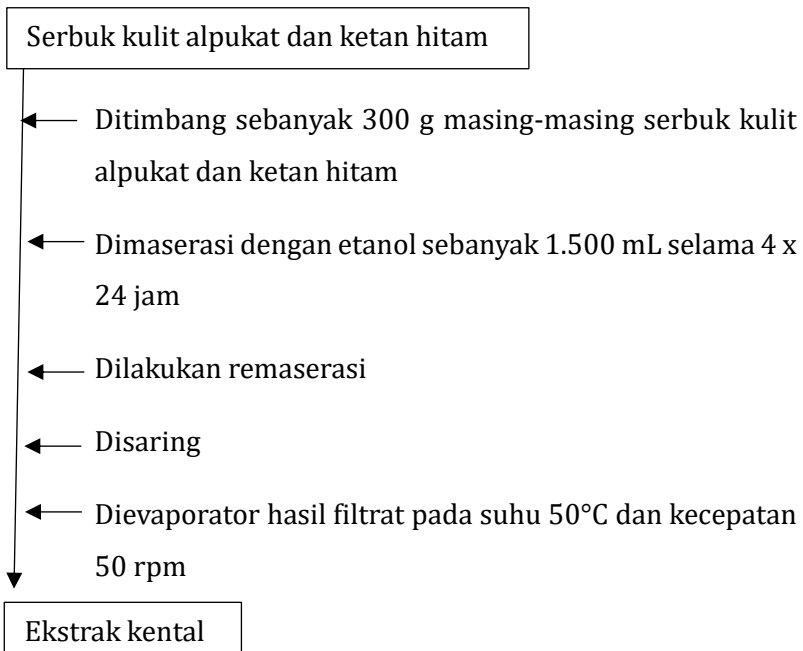 Serbuk kulit alpukat dan ketan hitam
Ditimbang sebanyak 300 g masing-masing serbuk kulit
alpukat dan ketan hitam
Dimaserasi dengan etanol sebanyak 1.500 mL selama 4 x
24 jam
Dilakukan remaserasi
Disaring
Dievaporator hasil filtrat pada suhu 50°C dan kecepatan
50 rpm
Ekstrak kental